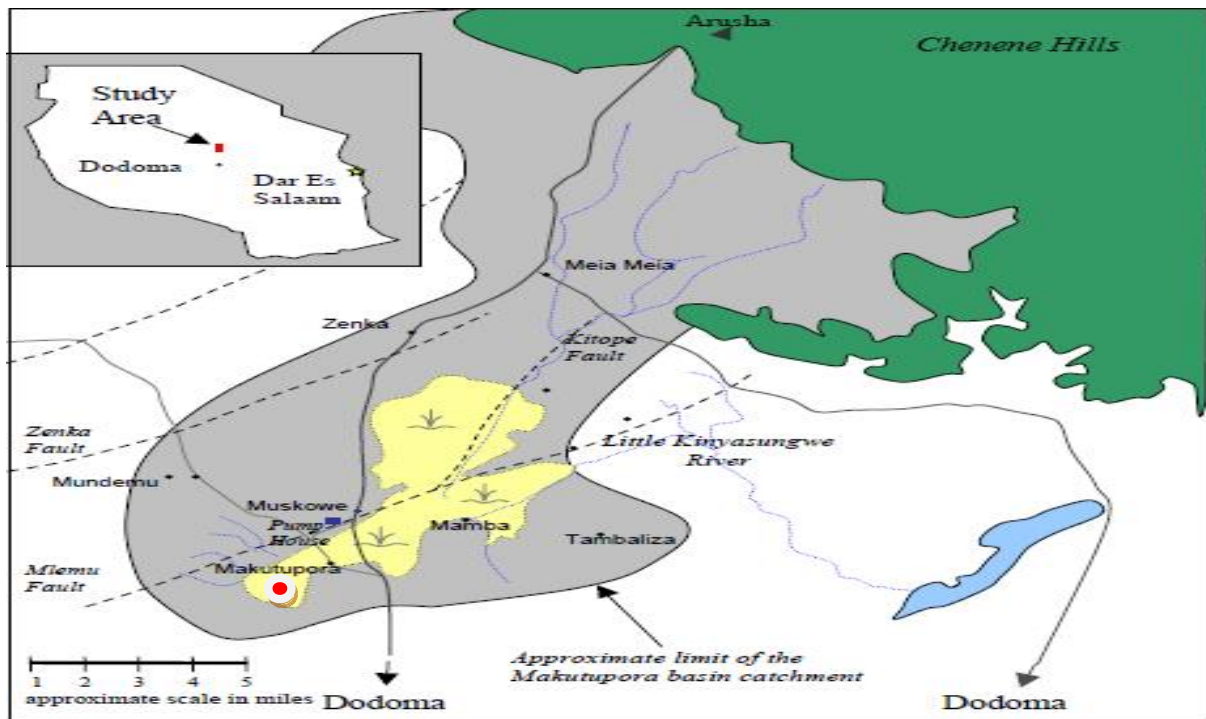 Arusha
Chenene Hills
Study
Area
Dodoma
Dar Es
Salaam
Meia Meia
Zenka
Kitope
Fault
Zenka
Fault
Little Kinyasungwe
River
Mundemu
Muskowe
Pump
House
Mamba
Tambaliza
Mlemu
Fault
Makutupora
Approximate limit of the
Makutupora basin catchment
1 2 3 4 5
approximate scale in miles
Dodoma
Dodoma